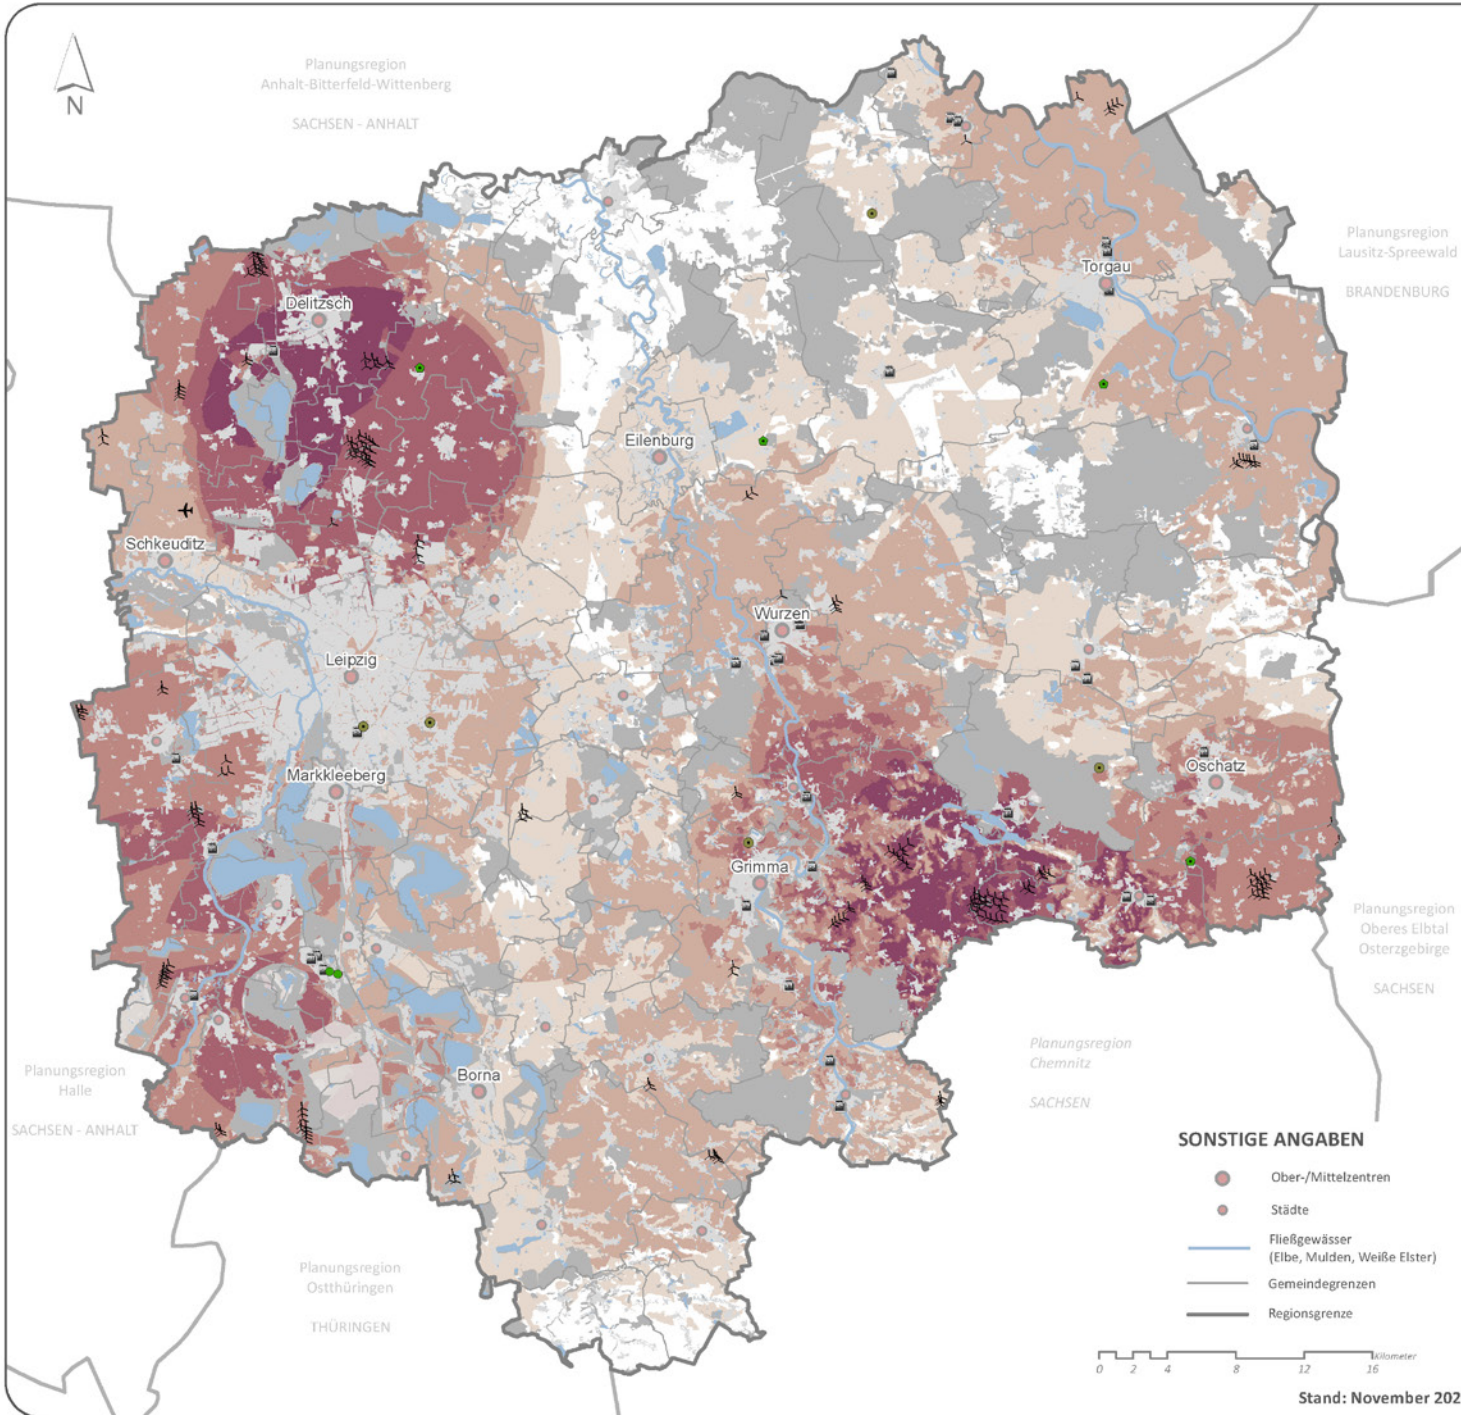 N
Planungsregion
Anhalt-Bitterfeld-Wittenberg
SACHSEN - ANHALT
Planungsregion
Lausitz-Spreewald
BRANDENBURG
Delitzsch
Torgau
Eilenburg
Schkeuditz
Wurzen
Leipzig
Markkleeberg
Oschatz
Grimma
Planungsregion
Oberes Elbtal
Osterzgebirge
SACHSEN
Planungsregion
Chemnitz
SACHSEN
Planungsregion
Halle
SACHSEN - ANHALT
Borna
Planungsregion
Ostthüringen
THÜRINGEN
SONSTIGE ANGABEN
Ober-/Mittelzentren
Städte
Fließgewässer
(Elbe, Mulden, Weiße Elster)
Gemeindegrenzen
Regionsgrenze
Kilometer
0 2 4 8 12 16
Stand: November 202